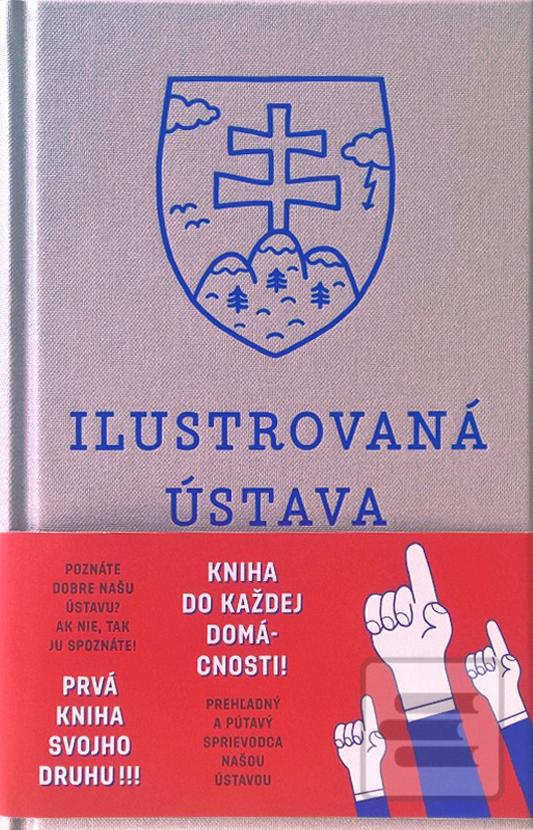 ILUSTROVANÁ
ÚSTAVA
POZNÁTE
DOBRE NAŠU
ÚSTAVU?
AK NIE, TAK
JU SPOZNÁTE!
PRVÁ
KNIHA
SVOJHO
DRUHU!!!
KNIHA
DO KAŽDEJ
DOMÁ-
CNOSTI!
PREHĽADNÝ
A PÚTAVÝ
SPRIEVODCA
NAŠOU
ÚSTAVOU